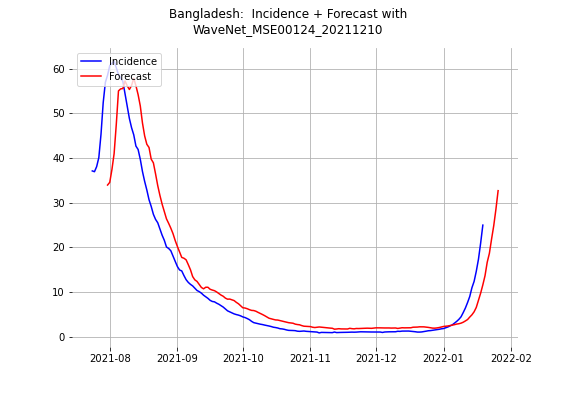 Bangladesh:  Incidence + Forecast with
WaveNet_MSE00124_20211210
Incidence
Forecast
60
50
40
30
20
10
0
2021-08 2021-09 2021-10 2021-11 2021-12 2022-01 2022-02